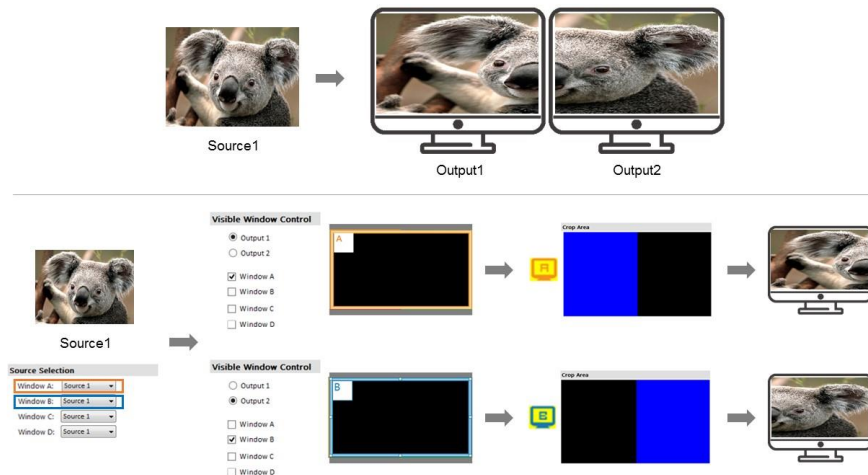 Source1
Output1
Output2
Visible Window Control
Output 1
Output 2
Window A
Window B
Window C
Window D
A
A
Crop Area
Source1
Source Selection
Window A: Source 1
Window B: Source 1
Window C: Source 1
Window D: Source 1
Visible Window Control
Output 1
Output 2
Window A
Window B
Window C
Window D
B
B
Crop Area